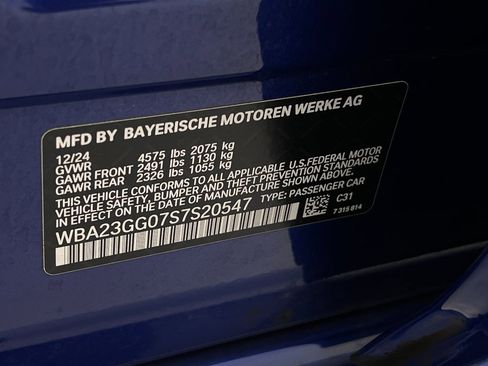 MFD BY BAYERISCHE MOTOREN WERKE AG
12/24 4575 lbs 2075 kg
GVWR
GAWR FRONT 2491 lbs 1130 kg
GAWR REAR 2326 lbs 1055 kg
THIS VEHICLE CONFORMS TO ALL APPLICABLE U.S.FEDERAL MOTOR
VEHICLE SAFETY, BUMPER AND THEFT PREVENTION STANDARDS
IN EFFECT ON THE DATE OF MANUFACTURE SHOWN ABOVE.
WBA23GG07S7S20547 TYPE: PASSENGER CAR
C31
7 315 814